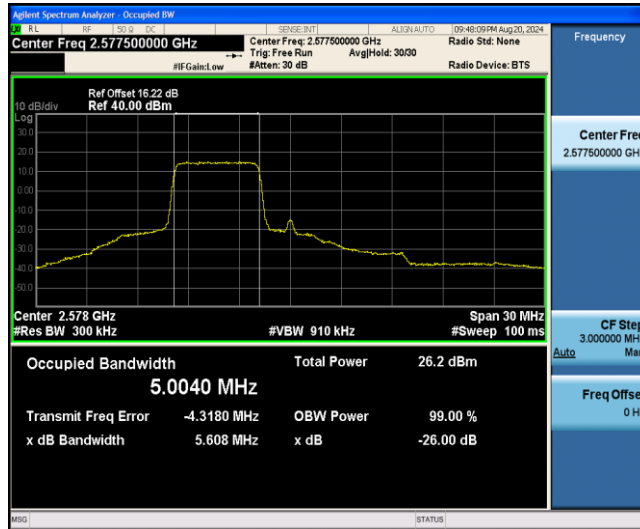 Agilent Spectrum Analyzer - Occupied BW
RL RF 50 Ω DC SENSE:INT ALIGN AUTO 09:48:09 PM Aug 20, 2024
Center Freq 2.577500000 GHz
Center Freq: 2.577500000 GHz
Radio Std: None
Trig: Free Run Avg|Hold: 30/30
#IFGain:Low
#Atten: 30 dB
Radio Device: BTS
Frequency
Ref Offset 16.22 dB
10 dB/div Ref 40.00 dBm
Log
30.0
20.0
10.0
0.00
-10.0
-20.0
-30.0
-40.0
-50.0
Center Fre
2.577500000 GH
Center 2.578 GHz Span 30 MHz
#Res BW 300 kHz #VBW 910 kHz #Sweep 100 ms
CF Step
3.000000 MH
Auto Ma
Occupied Bandwidth Total Power 26.2 dBm
5.0040 MHz
Transmit Freq Error -4.3180 MHz OBW Power 99.00 %
x dB Bandwidth 5.608 MHz x dB -26.00 dB
Freq Offse
0 H
MSG STATUS